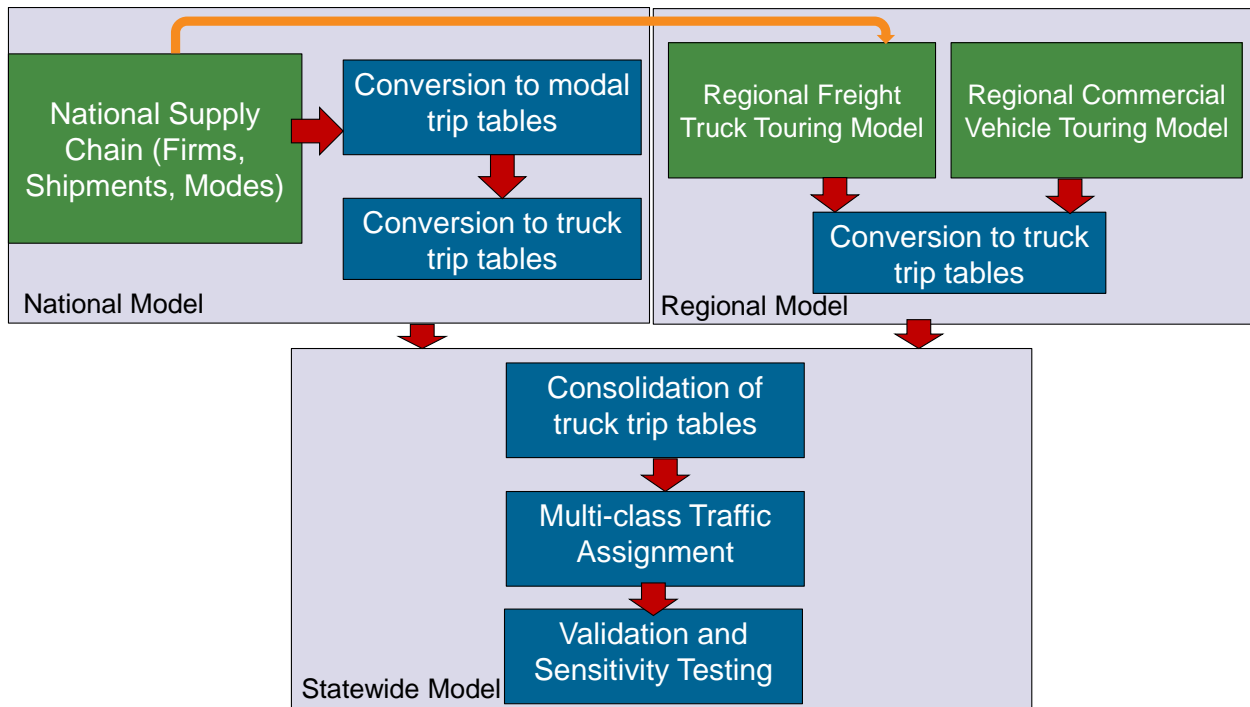 National Supply
Chain (Firms,
Shipments, Modes)
Conversion to modal
trip tables
Conversion to truck
trip tables
National Model
Regional Freight
Truck Touring Model
Regional Commercial
Vehicle Touring Model
Conversion to truck
trip tables
Regional Model
Consolidation of
truck trip tables
Multi-class Traffic
Assignment
Validation and
Sensitivity Testing
Statewide Model